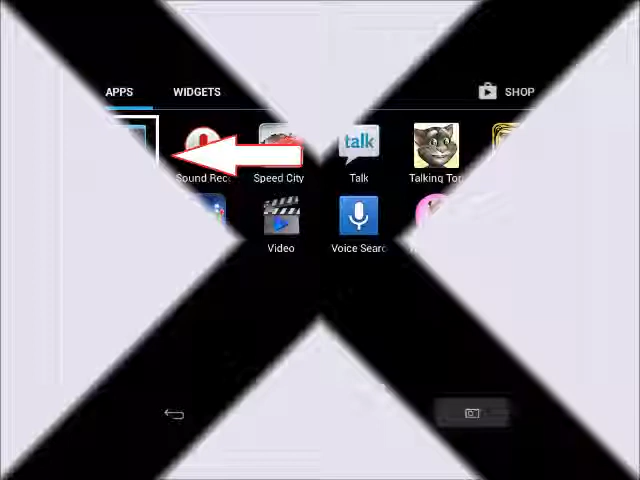 APPS WIDGETS SHOP
talk
Sound Rec Speed City Talk Talking Tom
Video Voice Searc